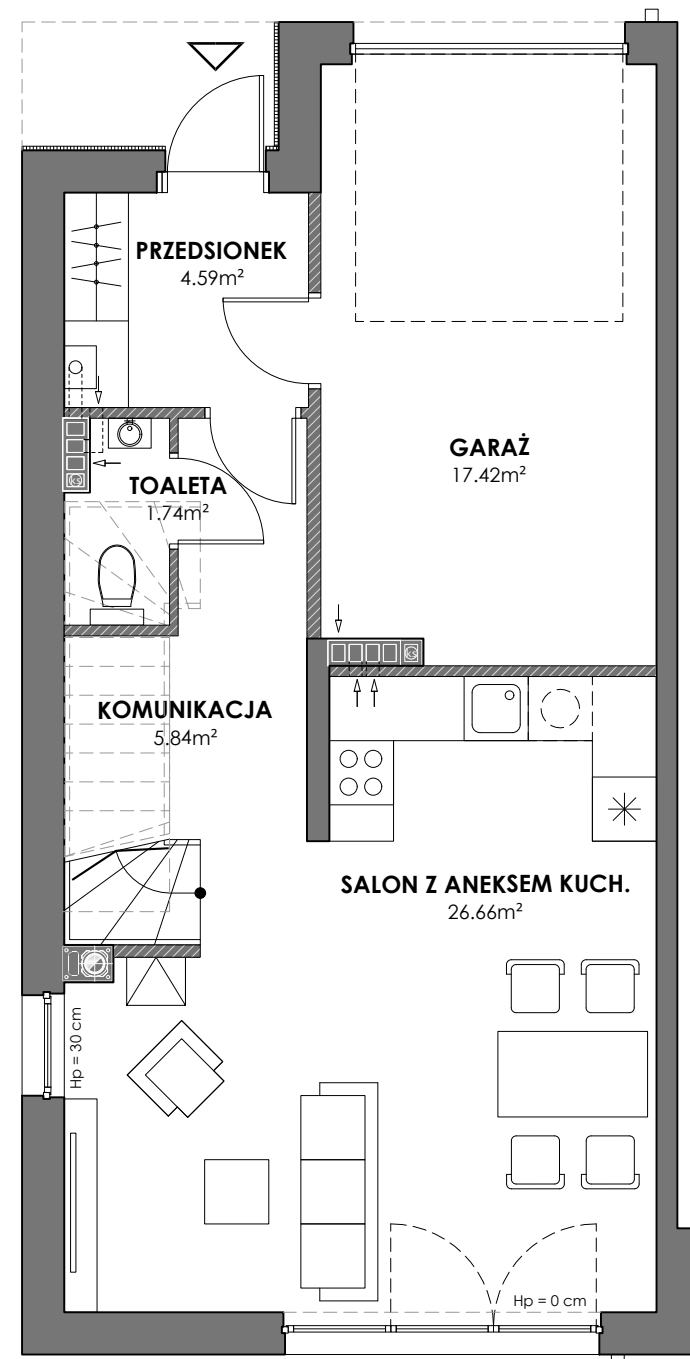 PRZEDSIONEK
4.59m²
GARAŻ
17.42m²
TOALETA
1.74m²
KOMUNIKACJA
5.84m²
SALON Z ANEKSEM KUCH.
26.66m²
Hp = 30 cm
Hp = 0 cm